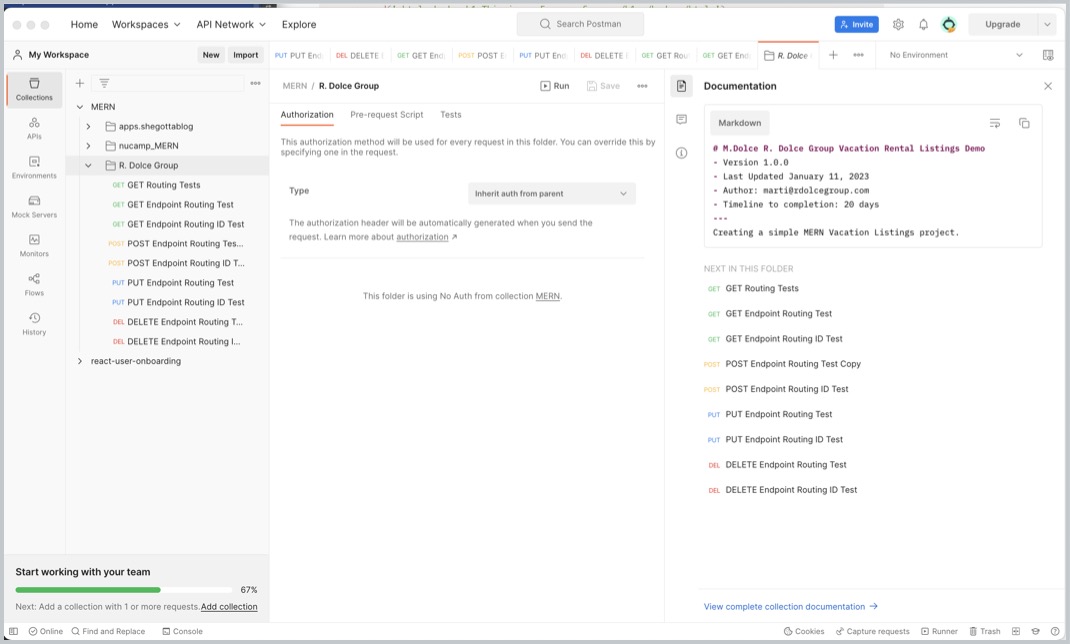 Home Workspaces API Network Explore Search Postman Invite Upgrade
My Workspace New Import
PUT PUT End DEL DELETE GET GET End POST POST E PUT PUT End DEL DELETE GET GET Rou GET GET End R. Dolce No Environment
Collections
APIs
Environments
Mock Servers
Monitors
Flows
History
MERN
apps.shegottablog
nucamp_MERN
R. Dolce Group
GET GET Routing Tests
GET GET Endpoint Routing Test
GET GET Endpoint Routing ID Test
POST POST Endpoint Routing Tes...
POST POST Endpoint Routing ID T...
PUT PUT Endpoint Routing Test
PUT PUT Endpoint Routing ID Test
DEL DELETE Endpoint Routing T...
DEL DELETE Endpoint Routing I...
react-user-onboarding
Start working with your team
67%
Next: Add a collection with 1 or more requests. Add collection
MERN / R. Dolce Group Run Save
Authorization Pre-request Script Tests
This authorization method will be used for every request in this folder. You can override this by
specifying one in the request.
Type Inherit auth from parent
The authorization header will be automatically generated when you send the
request. Learn more about authorization ↗
This folder is using No Auth from collection MERN.
Documentation
Markdown
# M.Dolce R. Dolce Group Vacation Rental Listings Demo
- Version 1.0.0
- Last Updated January 11, 2023
- Author: marti@rdolcegroup.com
- Timeline to completion: 20 days
---
Creating a simple MERN Vacation Listings project.
NEXT IN THIS FOLDER
GET GET Routing Tests
GET GET Endpoint Routing Test
GET GET Endpoint Routing ID Test
POST POST Endpoint Routing Test Copy
POST POST Endpoint Routing ID Test
PUT PUT Endpoint Routing Test
PUT PUT Endpoint Routing ID Test
DEL DELETE Endpoint Routing Test
DEL DELETE Endpoint Routing ID Test
View complete collection documentation →
Online Find and Replace Console Cookies Capture requests Runner Trash